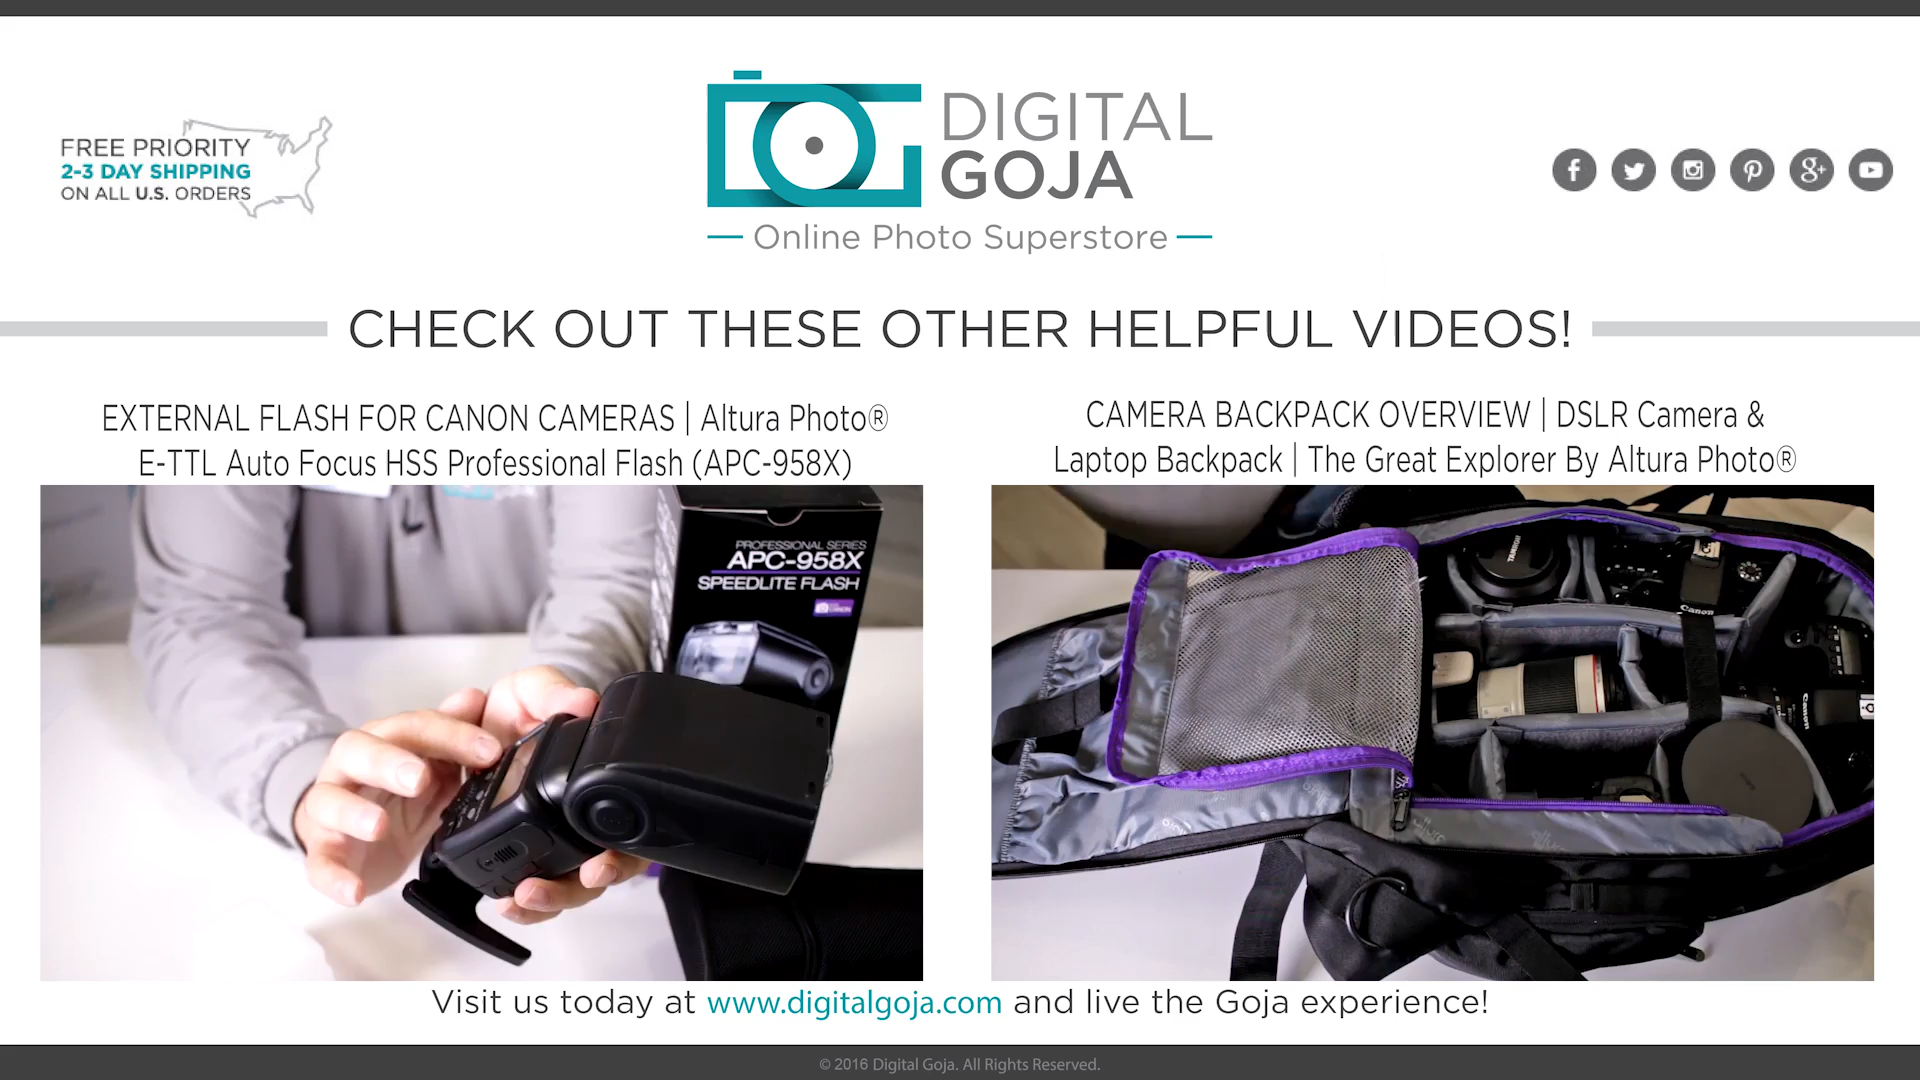 FREE PRIORITY
2-3 DAY SHIPPING
ON ALL U.S. ORDERS
DIGITAL
GOJA
Online Photo Superstore
CHECK OUT THESE OTHER HELPFUL VIDEOS!
EXTERNAL FLASH FOR CANON CAMERAS | Altura Photo®
E-TTL Auto Focus HSS Professional Flash (APC-958X)
CAMERA BACKPACK OVERVIEW | DSLR Camera &
Laptop Backpack | The Great Explorer By Altura Photo®
PROFESSIONAL SERIES
APC-958X
SPEEDLITE FLASH
TAMRON
Canon
Canon
Visit us today at www.digitalgoja.com and live the Goja experience!
© 2016 Digital Goja. All Rights Reserved.